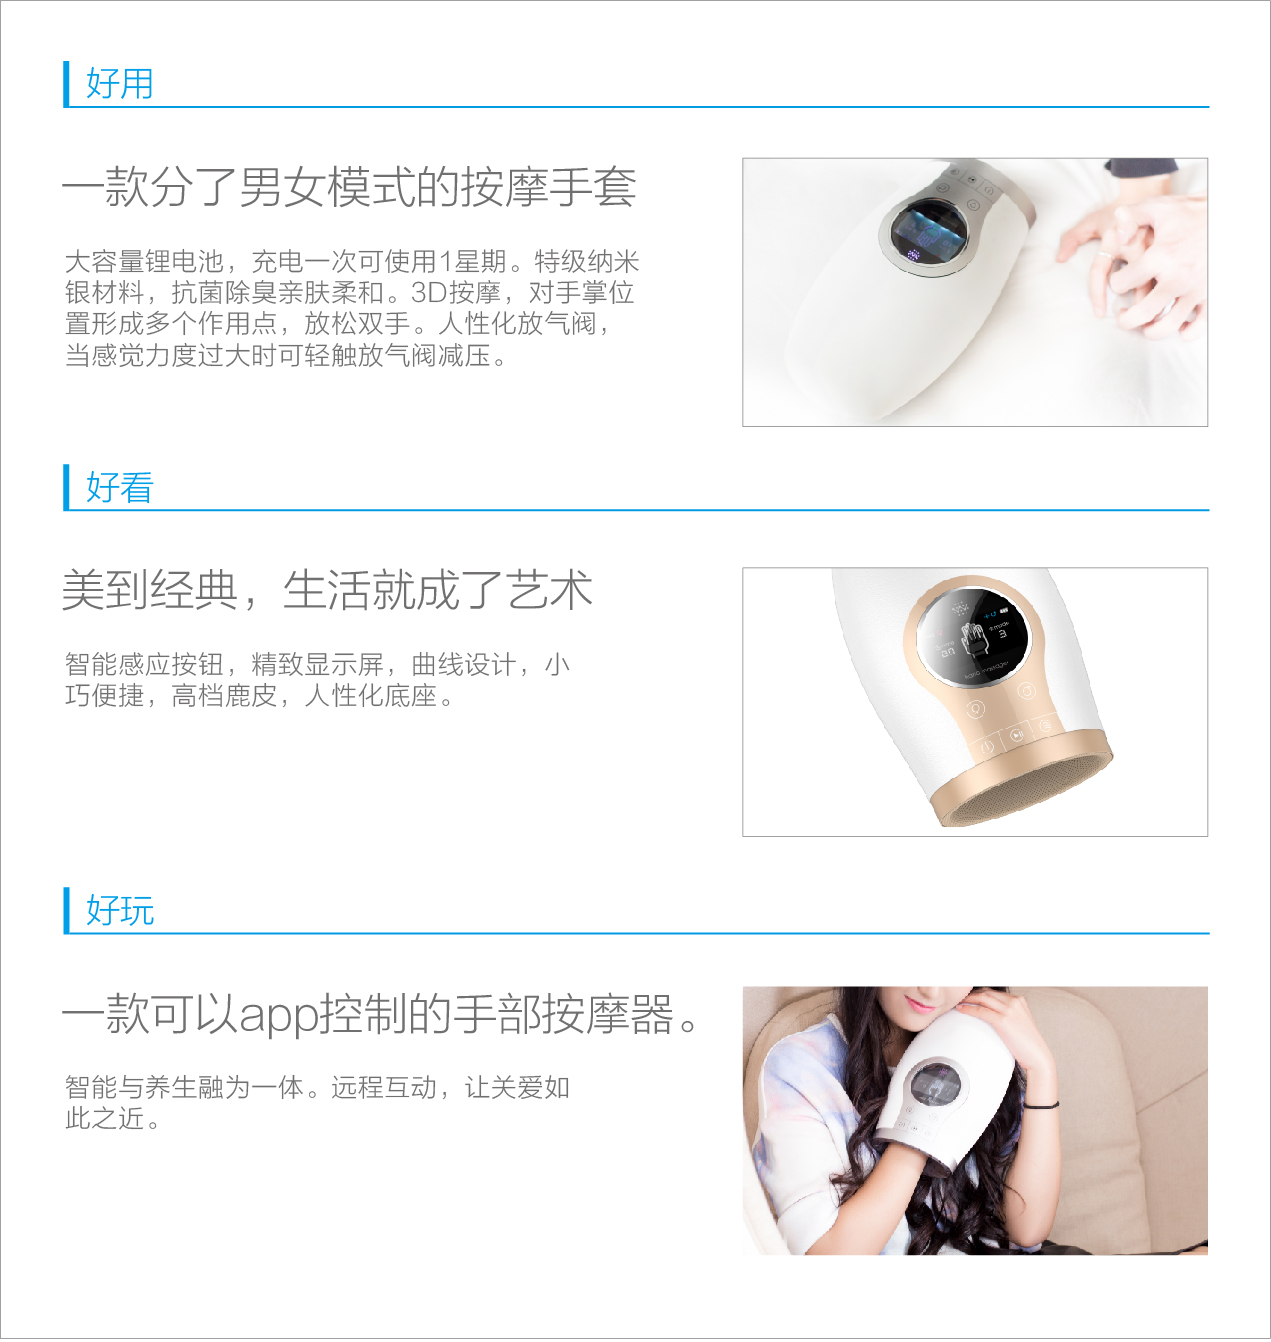 好用
一款分了男女模式的按摩手套
大容量锂电池，充电一次可使用1星期。特级纳米
银材料，抗菌除臭亲肤柔和。3D按摩，对手掌位
置形成多个作用点，放松双手。人性化放气阀，
当感觉力度过大时可轻触放气阀减压。
好看
美到经典，生活就成了艺术
智能感应按钮，精致显示屏，曲线设计，小
巧便捷，高档鹿皮，人性化底座。
mode
3
on
好玩
一款可以app控制的手部按摩器。
智能与养生融为一体。远程互动，让关爱如
此之近。